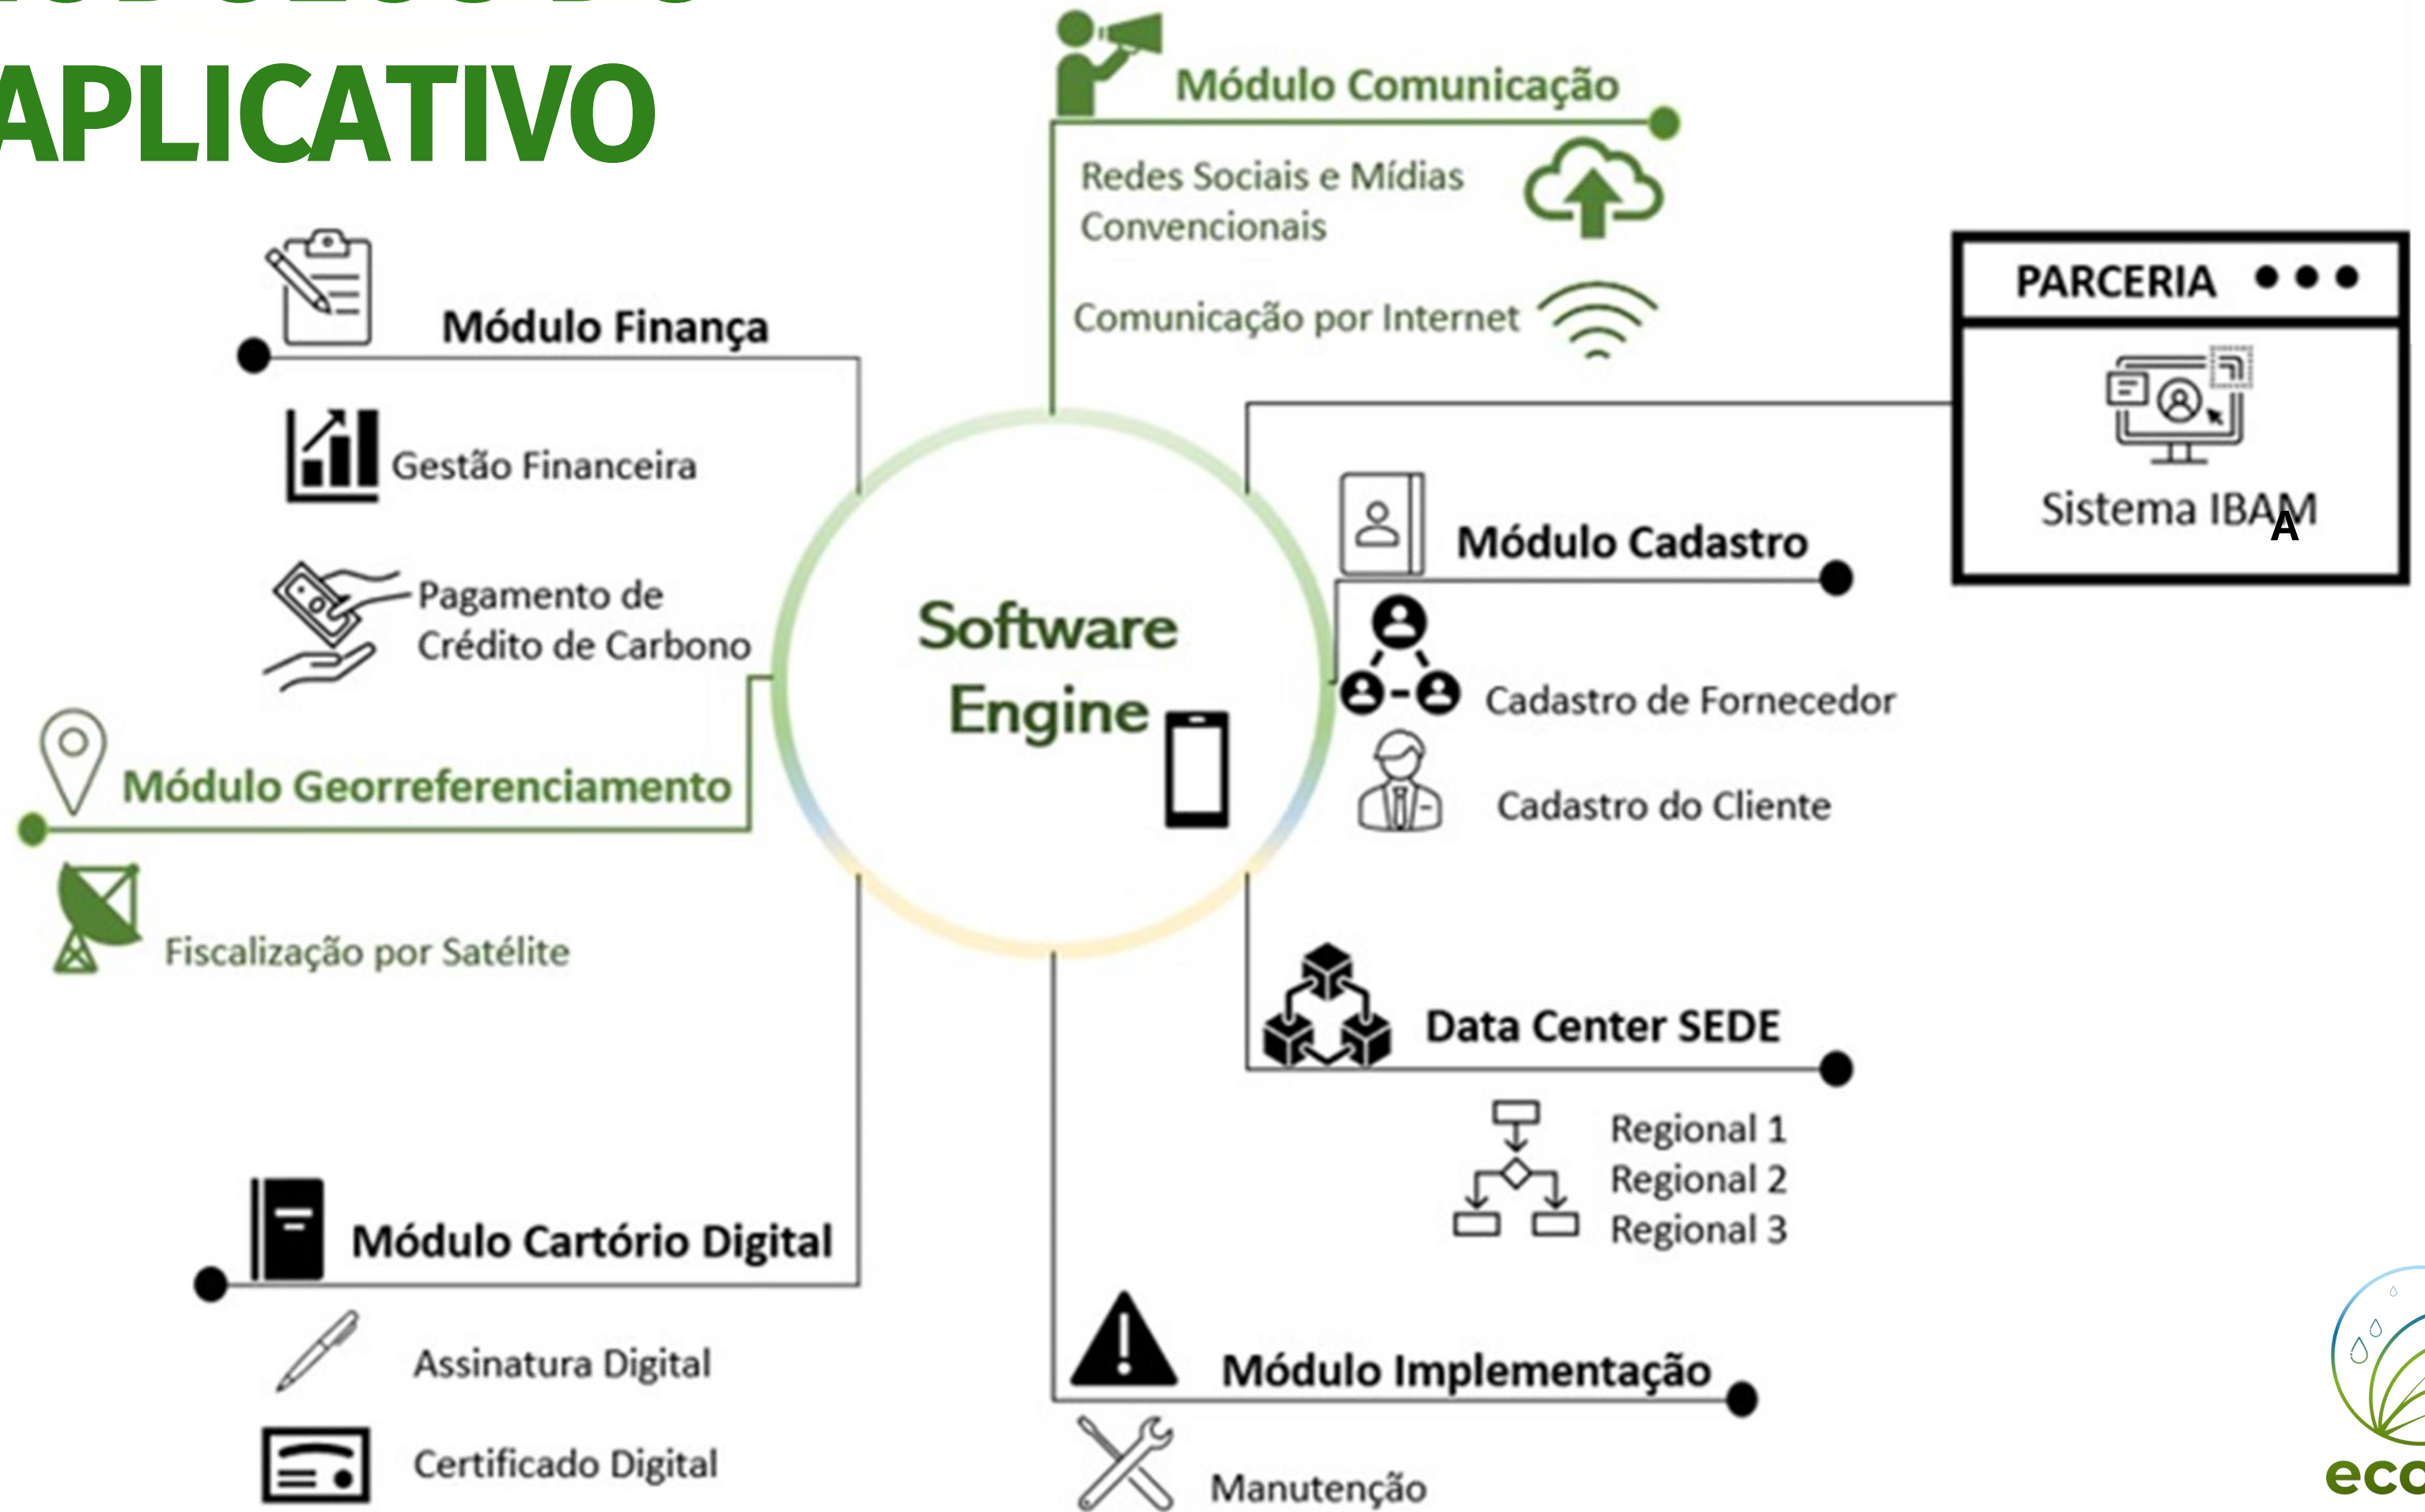 APLICATIVO
Módulo Comunicação
Redes Sociais e Mídias
Convencionais
Comunicação por Internet
PARCERIA
Sistema IBAM
A
Módulo Finança
Gestão Financeira
Pagamento de
Crédito de Carbono
Módulo Georreferenciamento
Fiscalização por Satélite
Software
Engine
Módulo Cadastro
Cadastro de Fornecedor
Cadastro do Cliente
Data Center SEDE
Regional 1
Regional 2
Regional 3
Módulo Cartório Digital
Assinatura Digital
Certificado Digital
Módulo Implementação
Manutenção